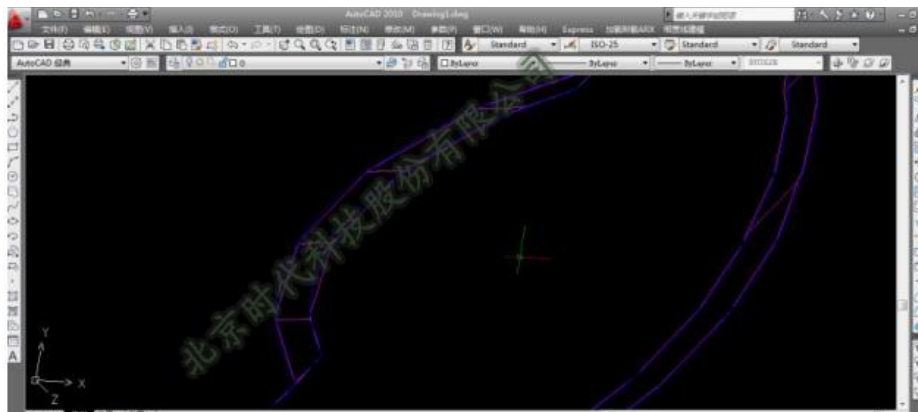 AutoCAD 2010 Drawing1.dwg
文件(F) 编辑(E) 视图(V) 插入(I) 格式(O) 工具(T) 绘图(D) 标注(N) 修改(M) 参数(P) 窗口(W) 帮助(H) Express
Standard ISO-25 Standard Standard
AutoCAD 经典 0 ByLayer ByLayer ByLayer
北京时代科技股份有限公司
A
Y
X
Z